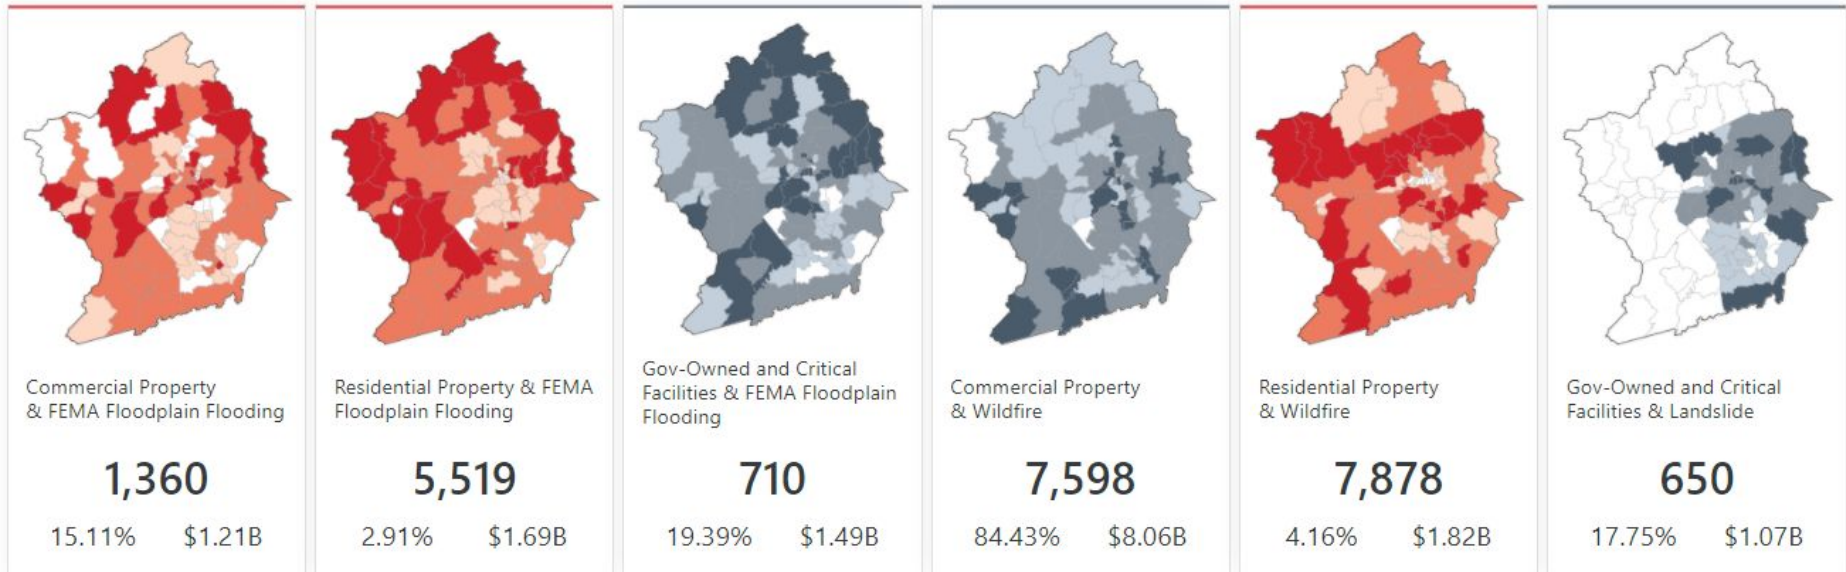 Commercial Property
& FEMA Floodplain Flooding
1,360
15.11% $1.21B
Residential Property & FEMA
Floodplain Flooding
5,519
2.91% $1.69B
Gov-Owned and Critical
Facilities & FEMA Floodplain
Flooding
710
19.39% $1.49B
Commercial Property
& Wildfire
7,598
84.43% $8.06B
Residential Property
& Wildfire
7,878
4.16% $1.82B
Gov-Owned and Critical
Facilities & Landslide
650
17.75% $1.07B